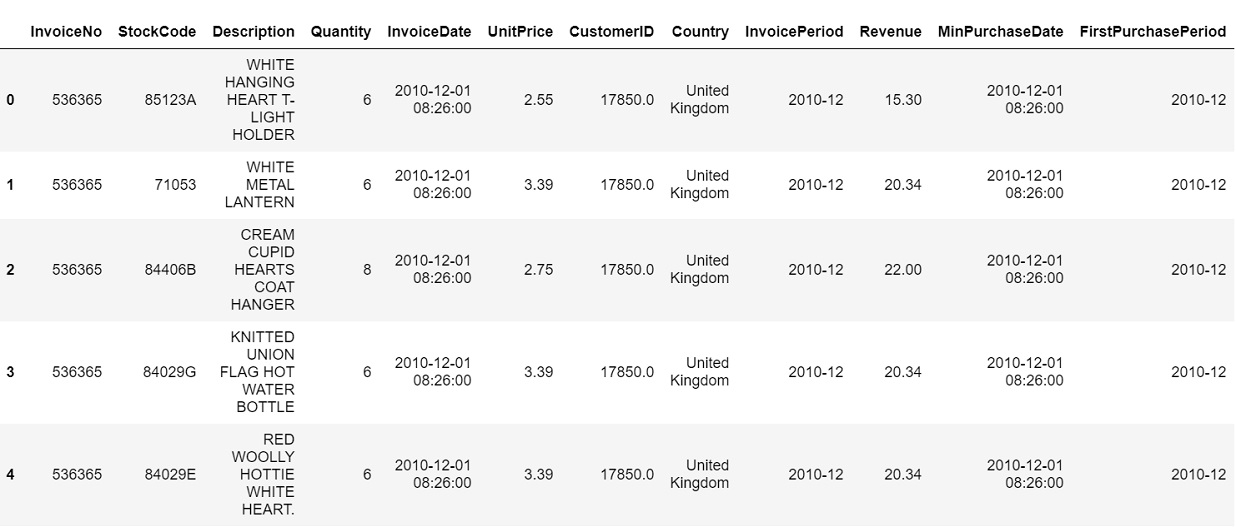 InvoiceNo StockCode Description Quantity InvoiceDate UnitPrice CustomerID Country InvoicePeriod Revenue MinPurchaseDate FirstPurchasePeriod
0 536365 85123A WHITE HANGING HEART T-LIGHT HOLDER 6 2010-12-01 08:26:00 2.55 17850.0 United Kingdom 2010-12 15.30 2010-12-01 08:26:00 2010-12
1 536365 71053 WHITE METAL LANTERN 6 2010-12-01 08:26:00 3.39 17850.0 United Kingdom 2010-12 20.34 2010-12-01 08:26:00 2010-12
2 536365 84406B CREAM CUPID HEARTS COAT HANGER 8 2010-12-01 08:26:00 2.75 17850.0 United Kingdom 2010-12 22.00 2010-12-01 08:26:00 2010-12
3 536365 84029G KNITTED UNION FLAG HOT WATER BOTTLE 6 2010-12-01 08:26:00 3.39 17850.0 United Kingdom 2010-12 20.34 2010-12-01 08:26:00 2010-12
4 536365 84029E RED WOOLLY HOTTIE WHITE HEART. 6 2010-12-01 08:26:00 3.39 17850.0 United Kingdom 2010-12 20.34 2010-12-01 08:26:00 2010-12